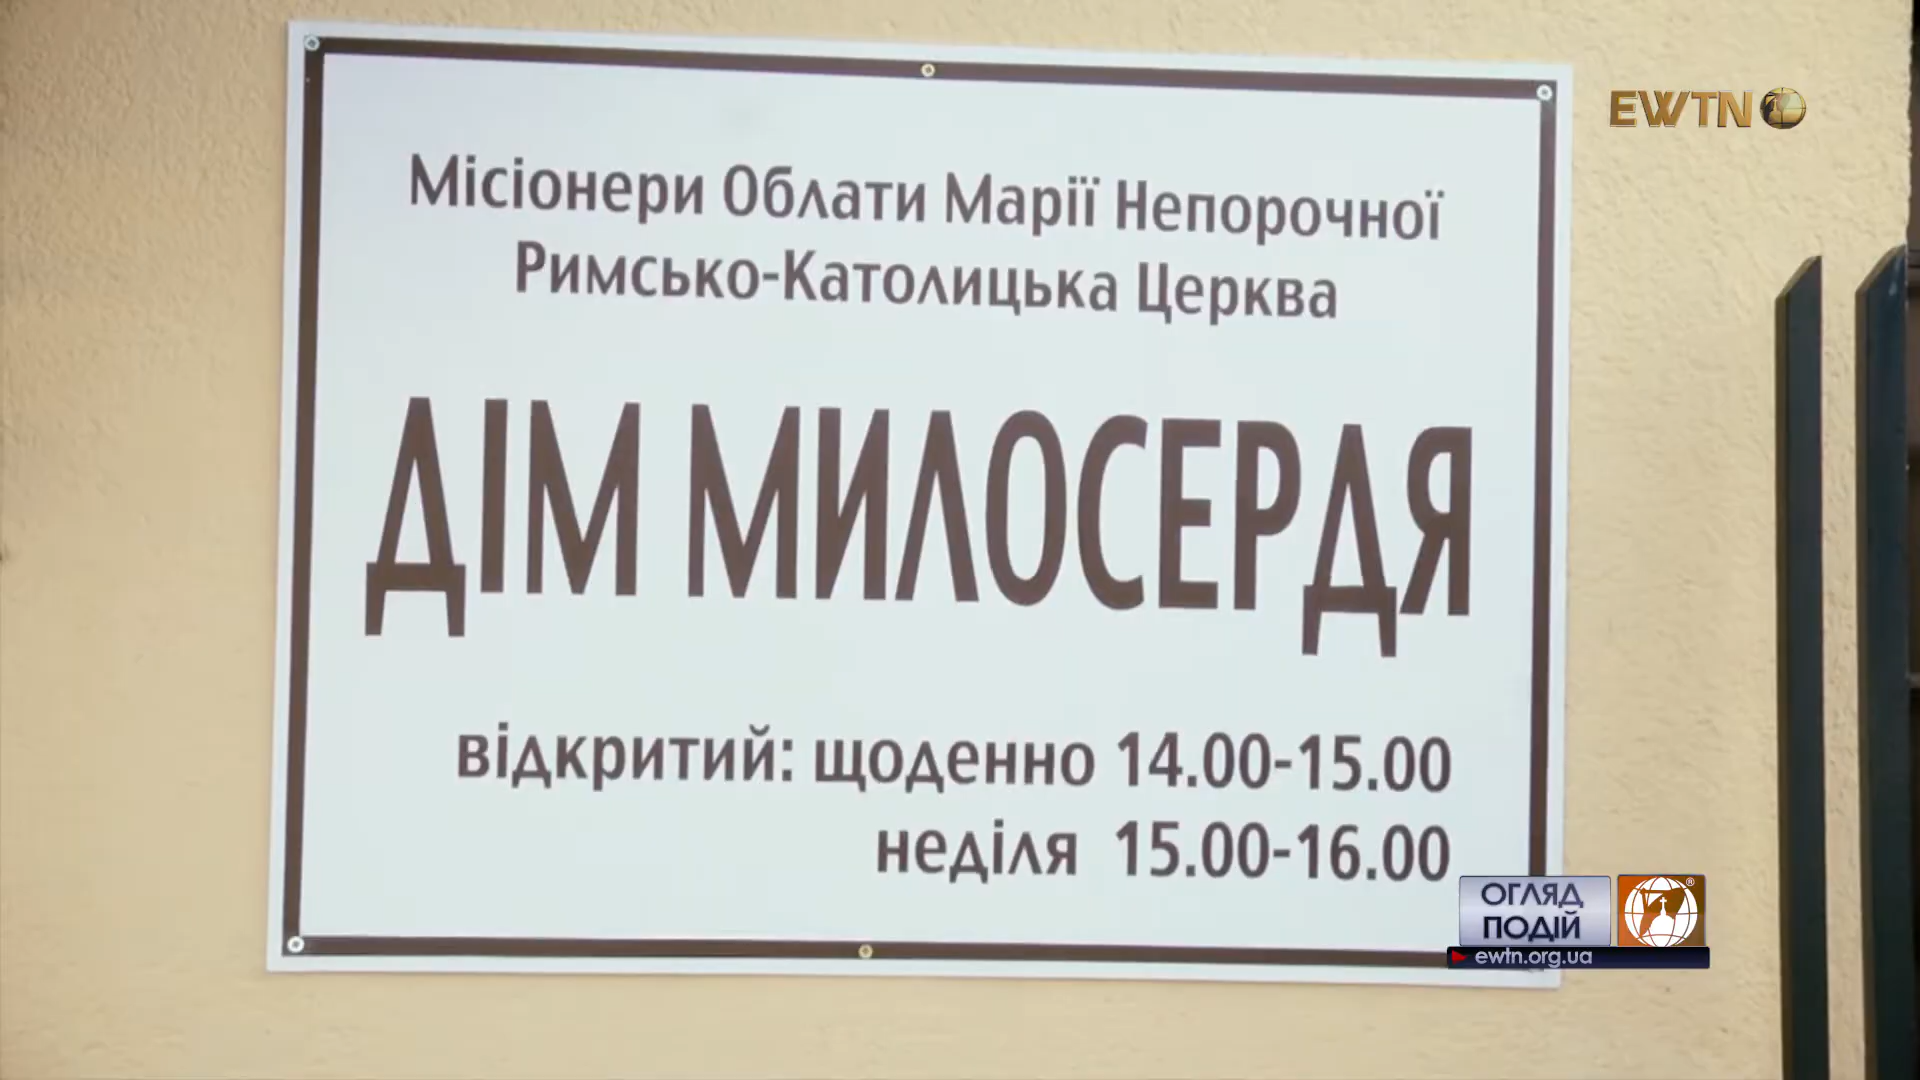 EWTN
Місіонери Облати Марії Непорочної
Римсько-Католицька Церква
ДІМ МИЛОСЕРДЯ
відкритий: щоденно 14.00-15.00
неділя 15.00-16.00
ОГЛЯД
ПОДІЙ
ewtn.org.ua